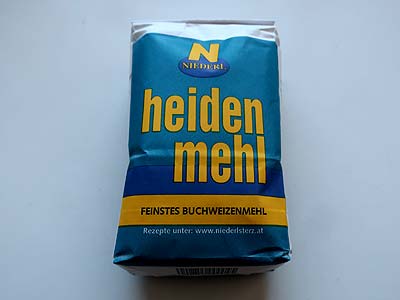 N
NIEDERL
heiden
mehl
FEINSTES BUCHWEIZENMEHL
Rezepte unter: www.niederlsterz.at